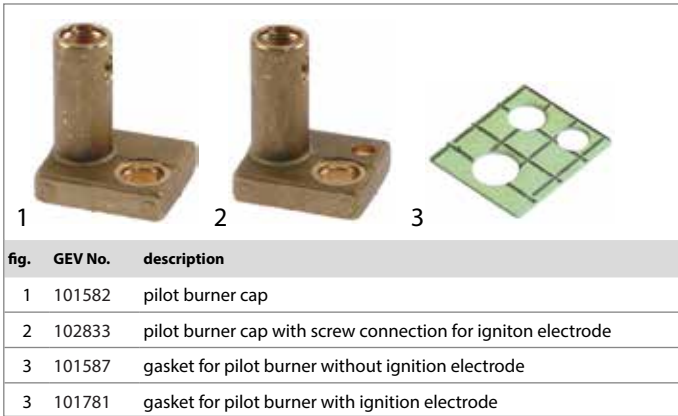 1
2
3
fig. GEV No. description
1 101582 pilot burner cap
2 102833 pilot burner cap with screw connection for igniton electrode
3 101587 gasket for pilot burner without ignition electrode
3 101781 gasket for pilot burner with ignition electrode